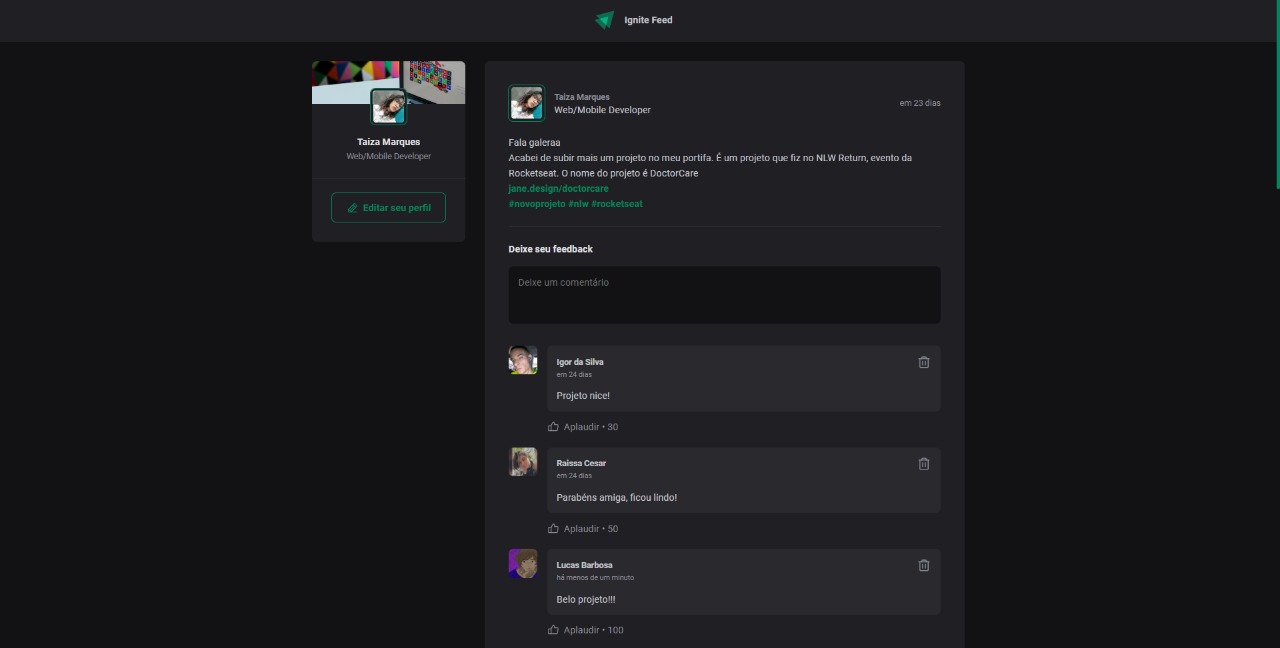 Ignite Feed
Taiza Marques
Web/Mobile Developer
Editar seu perfil
Taiza Marques
Web/Mobile Developer
em 23 dias
Fala galeraa
Acabei de subir mais um projeto no meu portifa. É um projeto que fiz no NLW Return, evento da
Rocketseat. O nome do projeto é DoctorCare
jane.design/doctorcare
#novoprojeto #nlw #rocketseat
Deixe seu feedback
Deixe um comentário
Igor da Silva
em 24 dias
Projeto nice!
Aplaudir • 30
Raissa Cesar
em 24 dias
Parabéns amiga, ficou lindo!
Aplaudir • 50
Lucas Barbosa
há menos de um minuto
Belo projeto!!!
Aplaudir • 100